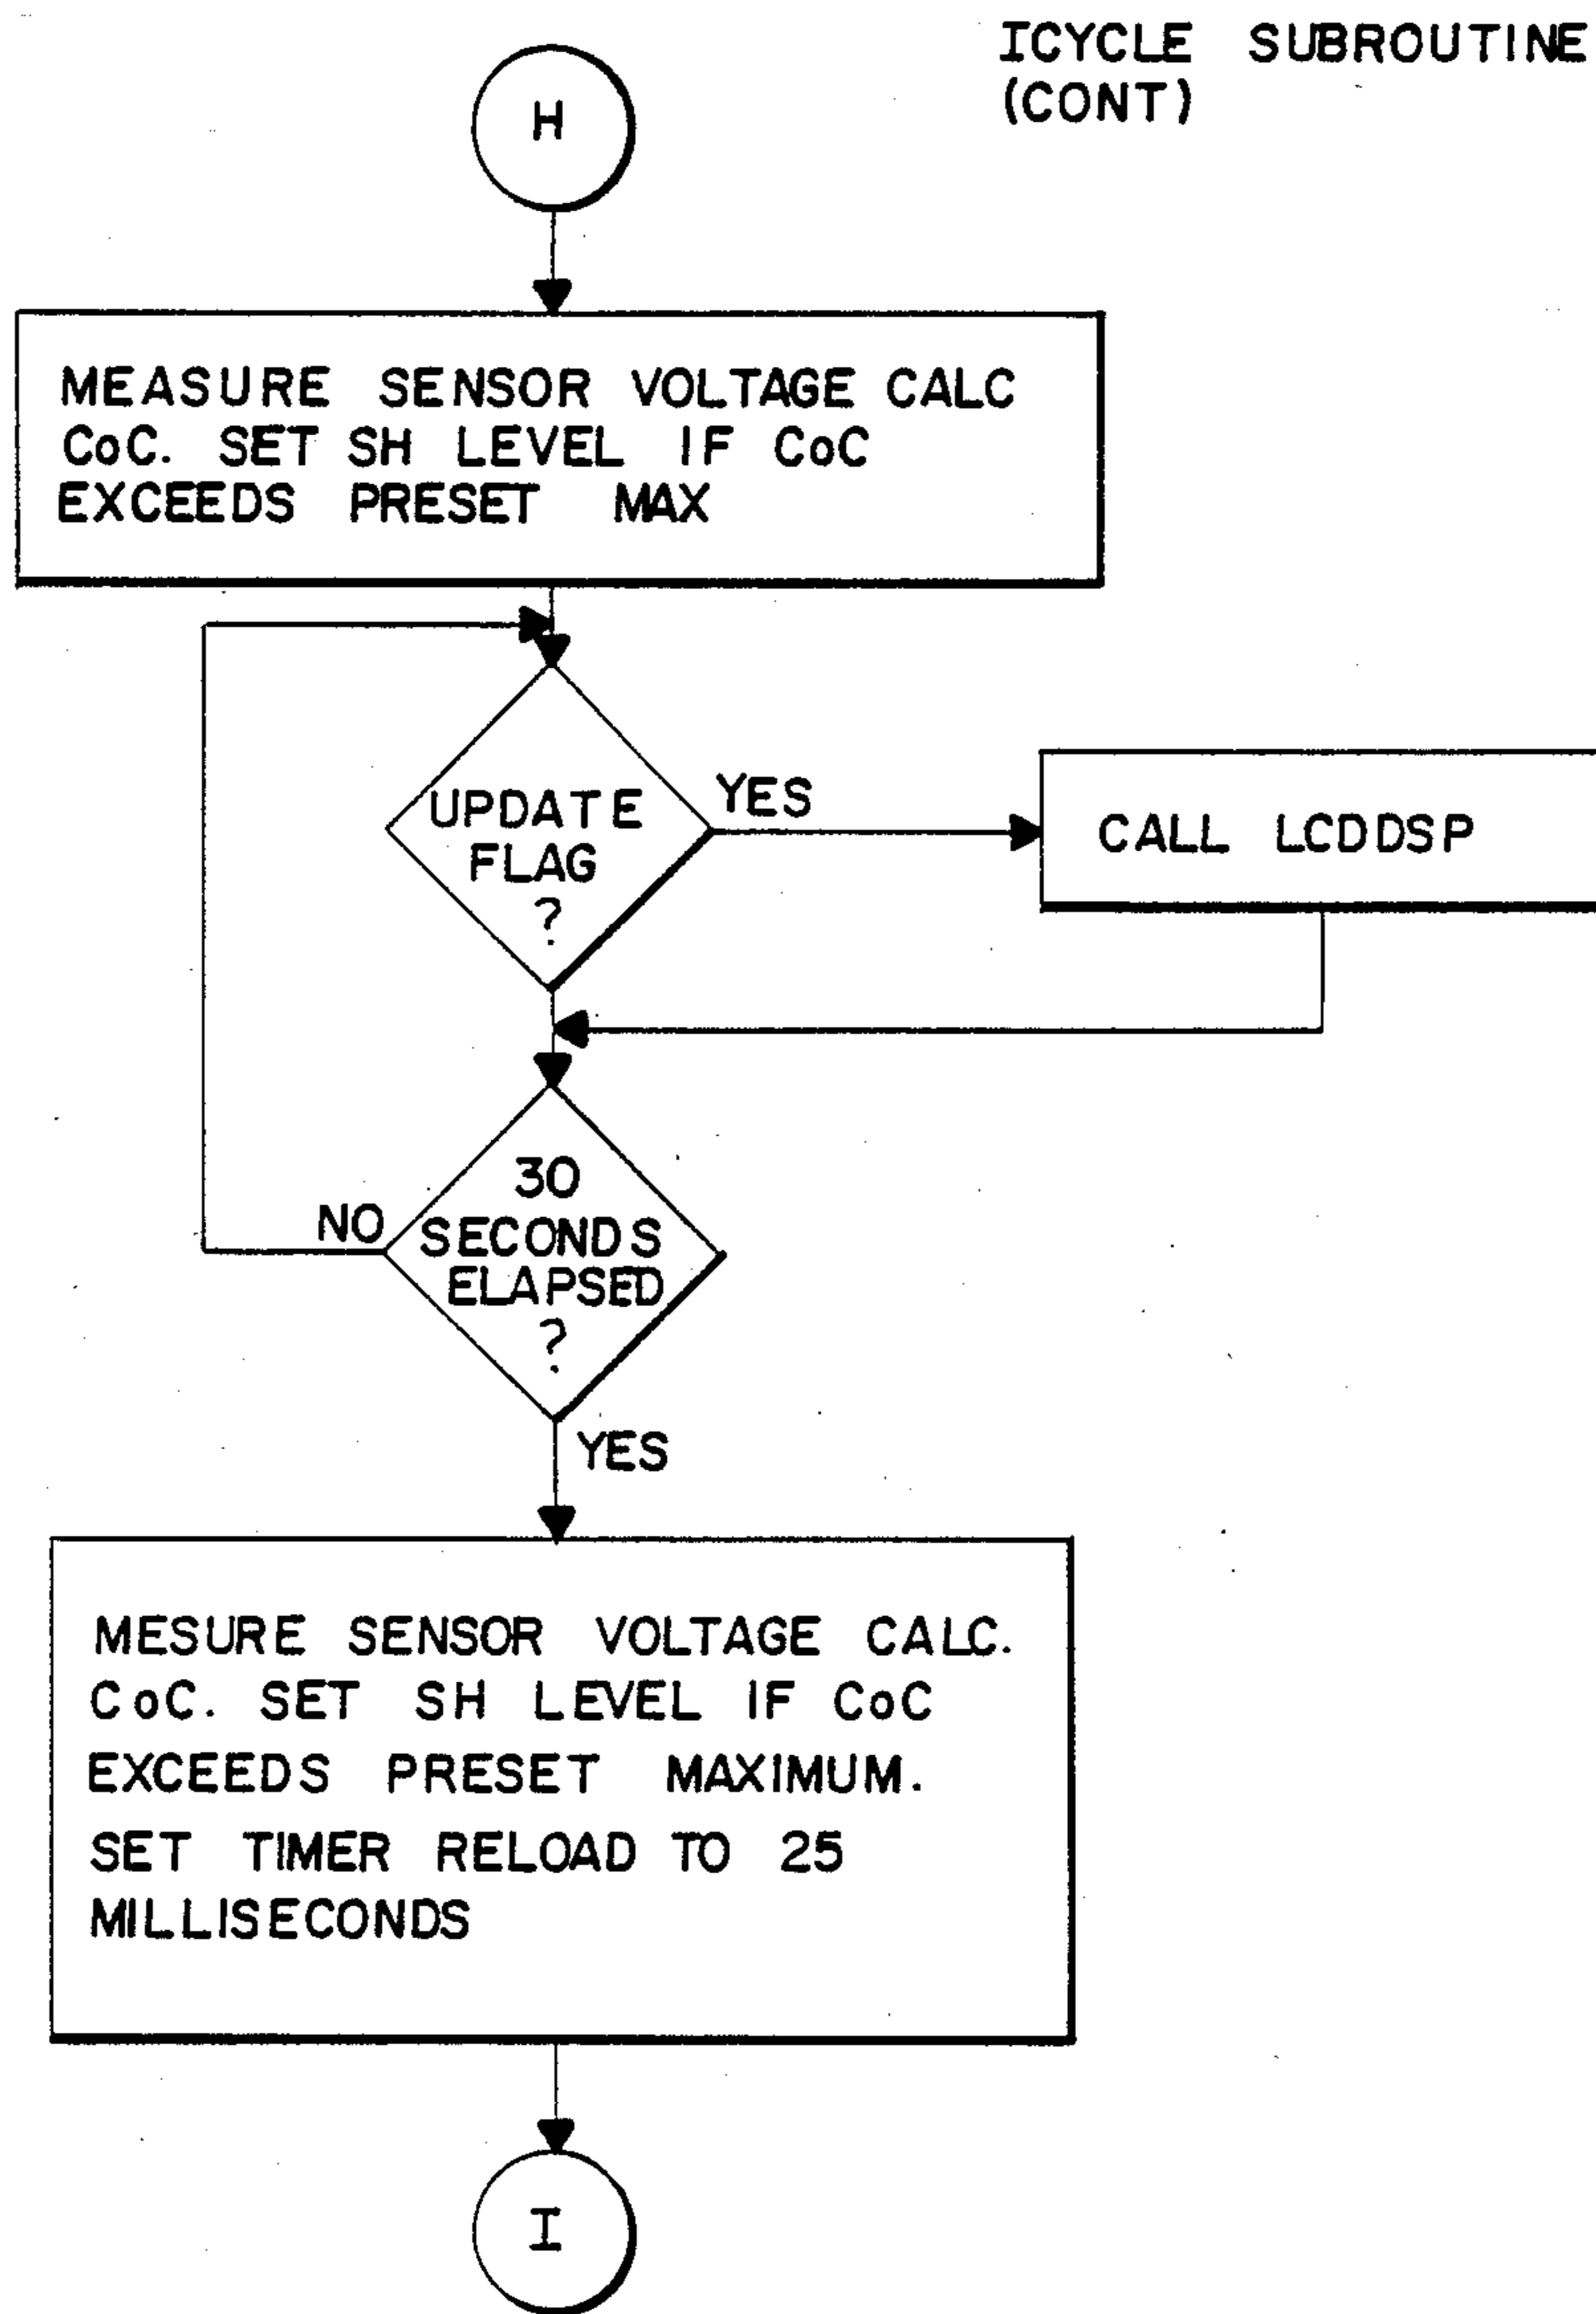 ICYCLE SUBROUTINE
(CONT)
H
MEASURE SENSOR VOLTAGE CALC
CoC. SET SH LEVEL IF CoC
EXCEEDS PRESET MAX
UPDATE
FLAG
?
YES
CALL LCDDSP
30
SECONDS
ELAPSED
?
NO
YES
MESURE SENSOR VOLTAGE CALC.
CoC. SET SH LEVEL IF CoC
EXCEEDS PRESET MAXIMUM.
SET TIMER RELOAD TO 25
MILLISECONDS
I